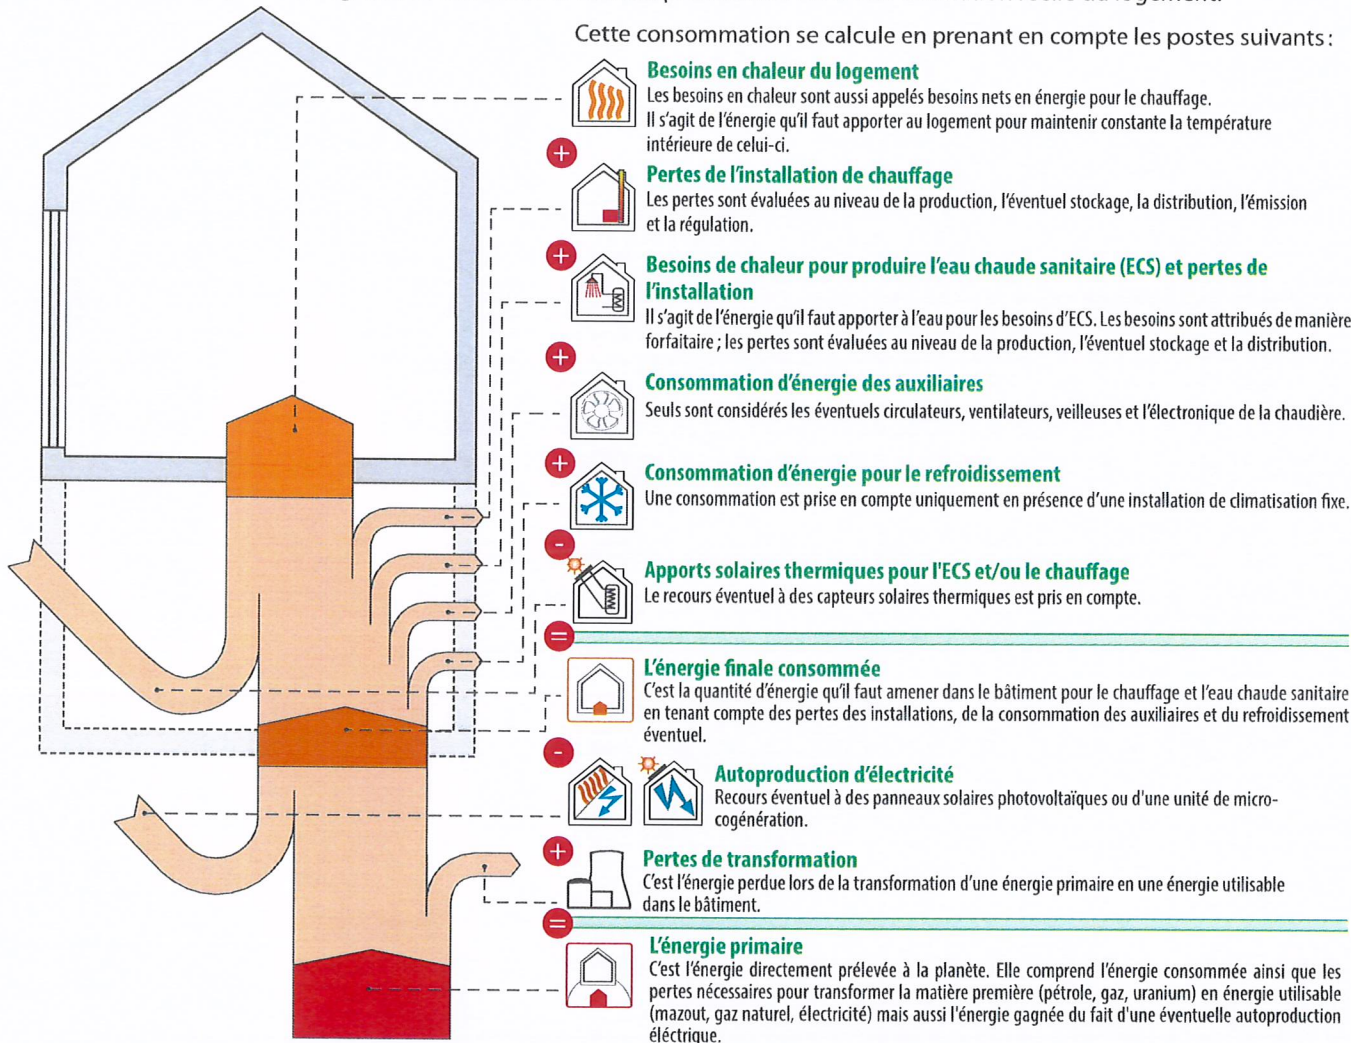 logement.
Cette consommation se calcule en prenant en compte les postes suivants :
Besoins en chaleur du logement
Les besoins en chaleur sont aussi appelés besoins nets en énergie pour le chauffage.
Il s'agit de l'énergie qu'il faut apporter au logement pour maintenir constante la température
intérieure de celui-ci.
+
Pertes de l'installation de chauffage
Les pertes sont évaluées au niveau de la production, l'éventuel stockage, la distribution, l'émission
et la régulation.
+
Besoins de chaleur pour produire l'eau chaude sanitaire (ECS) et pertes de
l'installation
Il s'agit de l'énergie qu'il faut apporter à l'eau pour les besoins d'ECS. Les besoins sont attribués de manière
forfaitaire ; les pertes sont évaluées au niveau de la production, l'éventuel stockage et la distribution.
+
Consommation d'énergie des auxiliaires
Seuls sont considérés les éventuels circulateurs, ventilateurs, veilleuses et l'électronique de la chaudière.
+
Consommation d'énergie pour le refroidissement
Une consommation est prise en compte uniquement en présence d'une installation de climatisation fixe.
-
Apports solaires thermiques pour l'ECS et/ou le chauffage
Le recours éventuel à des capteurs solaires thermiques est pris en compte.
=
L'énergie finale consommée
C'est la quantité d'énergie qu'il faut amener dans le bâtiment pour le chauffage et l'eau chaude sanitaire
en tenant compte des pertes des installations, de la consommation des auxiliaires et du refroidissement
éventuel.
-
Autoproduction d'électricité
Recours éventuel à des panneaux solaires photovoltaïques ou d'une unité de micro-
cogénération.
+
Pertes de transformation
C'est l'énergie perdue lors de la transformation d'une énergie primaire en une énergie utilisable
dans le bâtiment.
=
L'énergie primaire
C'est l'énergie directement prélevée à la planète. Elle comprend l'énergie consommée ainsi que les
pertes nécessaires pour transformer la matière première (pétrole, gaz, uranium) en énergie utilisable
(mazout, gaz naturel, électricité) mais aussi l'énergie gagnée du fait d'une éventuelle autoproduction
éléctrique.